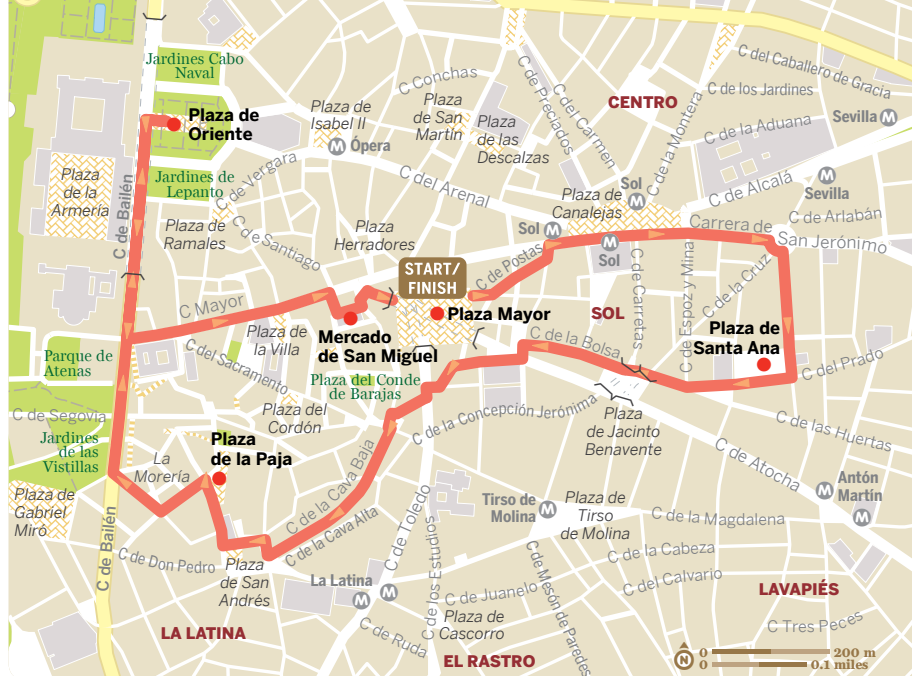 Jardines Cabo
Naval
Plaza de
Oriente
Plaza
de la
Armería
Jardines de
Lepanto
Plaza de
Ramales
C de Bailén
C de Vergara
C de Santiago
Plaza de
Isabel II
M Ópera
C Conchas
Plaza
de San
Martín
Plaza
de las
Descalzas
C de Preciados
C del Carmen
CENTRO
C de la Montera
C del Caballero de Gracia
C de los Jardines
C de la Aduana
Sevilla M
M
Sevilla
C de Alcalá
C del Arenal
Sol
M
Plaza de
Canalejas
Sol M
M
Sol
Carrera de
San Jerónimo
C de Arlabán
Plaza
Herradores
START/
FINISH
C de Postas
C Mayor
Plaza de
la Villa
Mercado
de San Miguel
Plaza Mayor
SOL
C de Carretas
C de Espoz y Mina
C de la Cruz
Plaza de
Santa Ana
C del Prado
C de las Huertas
C de la Bolsa
Parque de
Atenas
C del Sacramento
Plaza del Conde
de Barajas
Plaza del
Cordón
C de Segovia
Jardines
de las
Vistillas
La
Morería
Plaza
de la Paja
Plaza de
Gabriel
Miró
C de la Concepción Jerónima
Plaza
de Jacinto
Benavente
C de Atocha
Antón
Martín
M
M
C de la Cava Baja
C de la Cava Alta
C de Toledo
C de los Estudios
Tirso de
Molina M
Plaza de
Tirso
de Molina
C de la Magdalena
C de la Cabeza
C del Calvario
LAVAPIÉS
C Tres Peces
C de Bailén
C de Don Pedro
Plaza
de San
Andrés
La Latina
M
M
C de Juanelo
C de Mesón de Paredes
Plaza de
Cascorro
C de Ruda
LA LATINA
EL RASTRO
N
0 200 m
0 0.1 miles